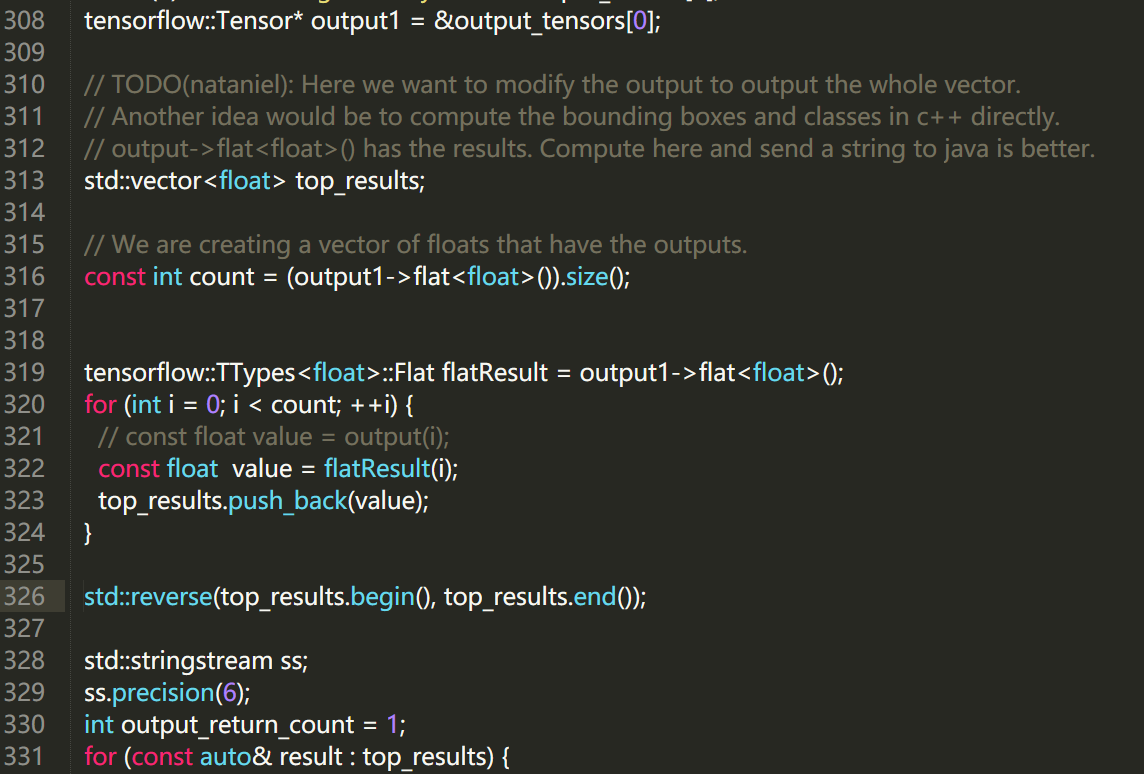 308 tensorflow::Tensor* output1 = &output_tensors[0];
309
310 // TODO(nataniel): Here we want to modify the output to output the whole vector.
311 // Another idea would be to compute the bounding boxes and classes in c++ directly.
312 // output->flat<float>() has the results. Compute here and send a string to java is better.
313 std::vector<float> top_results;
314
315 // We are creating a vector of floats that have the outputs.
316 const int count = (output1->flat<float>()).size();
317
318
319 tensorflow::TTypes<float>::Flat flatResult = output1->flat<float>();
320 for (int i = 0; i < count; ++i) {
321 // const float value = output(i);
322 const float  value = flatResult(i);
323 top_results.push_back(value);
324 }
325
326 std::reverse(top_results.begin(), top_results.end());
327
328 std::stringstream ss;
329 ss.precision(6);
330 int output_return_count = 1;
331 for (const auto& result : top_results) {